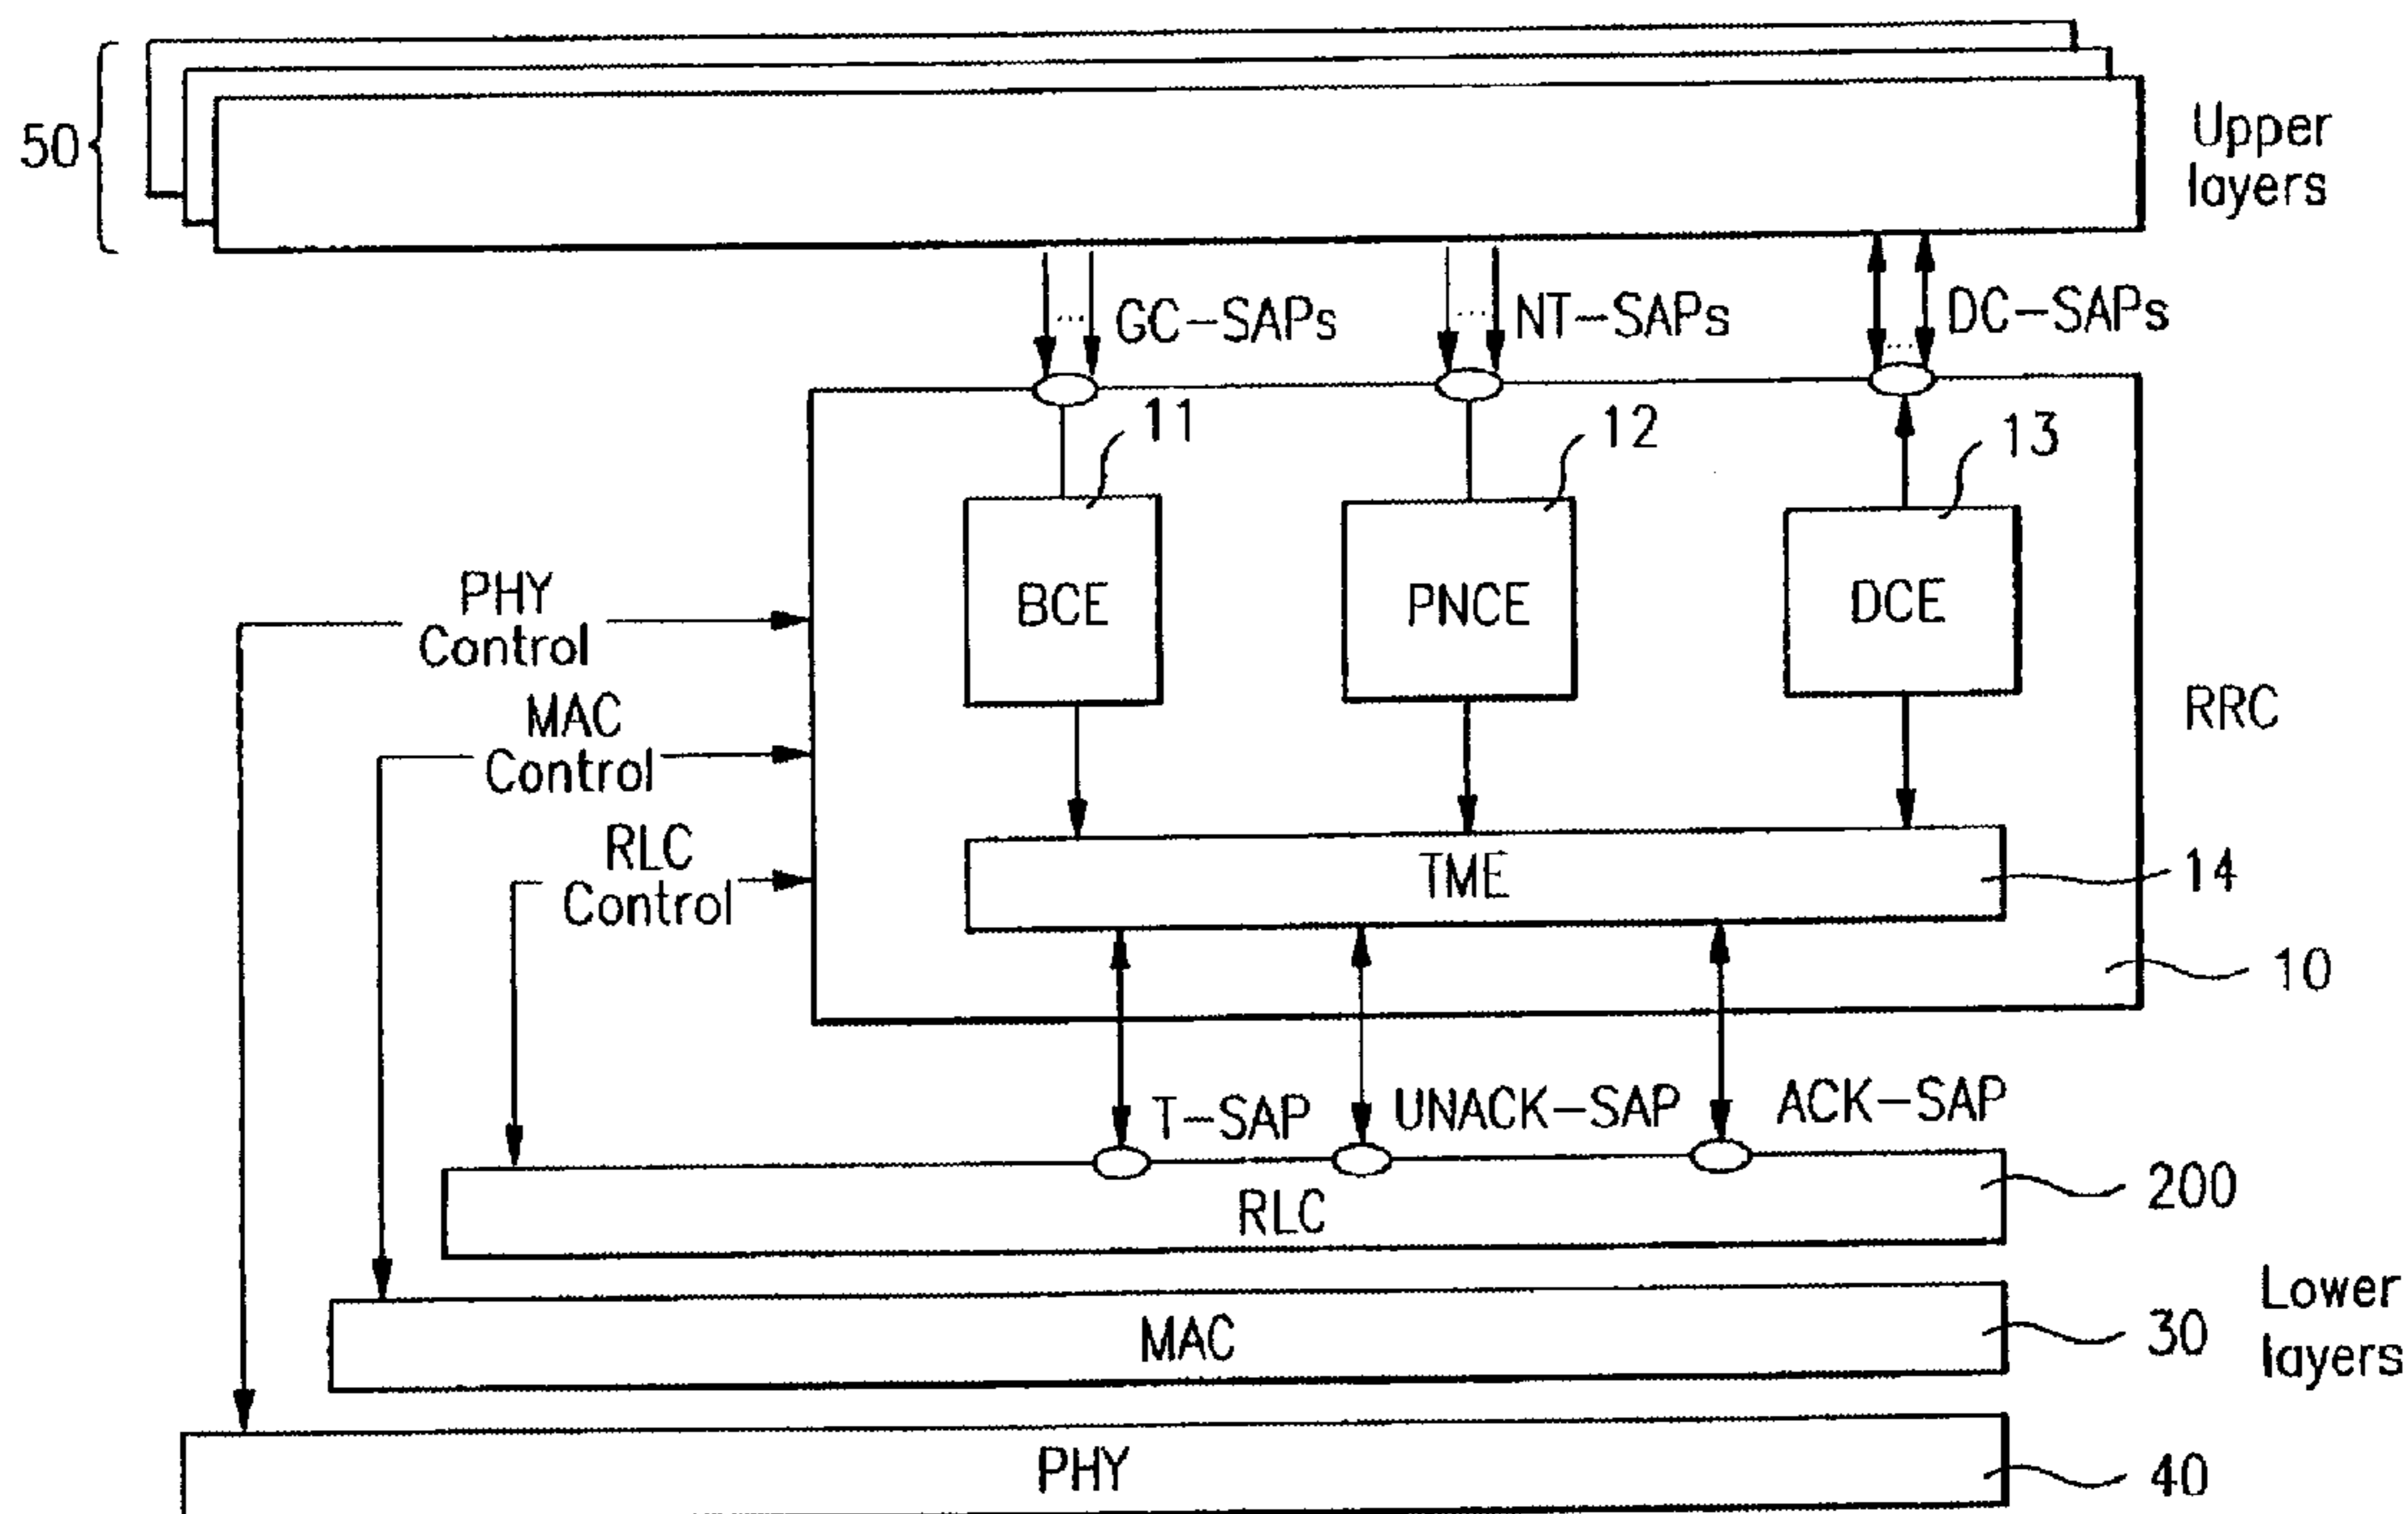 50
Upper
layers
GC-SAPs
NT-SAPs
DC-SAPs
11
12
13
BCE
PNCE
DCE
PHY
Control
MAC
Control
RLC
Control
RRC
TME
14
10
T-SAP
UNACK-SAP
ACK-SAP
RLC
200
MAC
30
Lower
layers
PHY
40